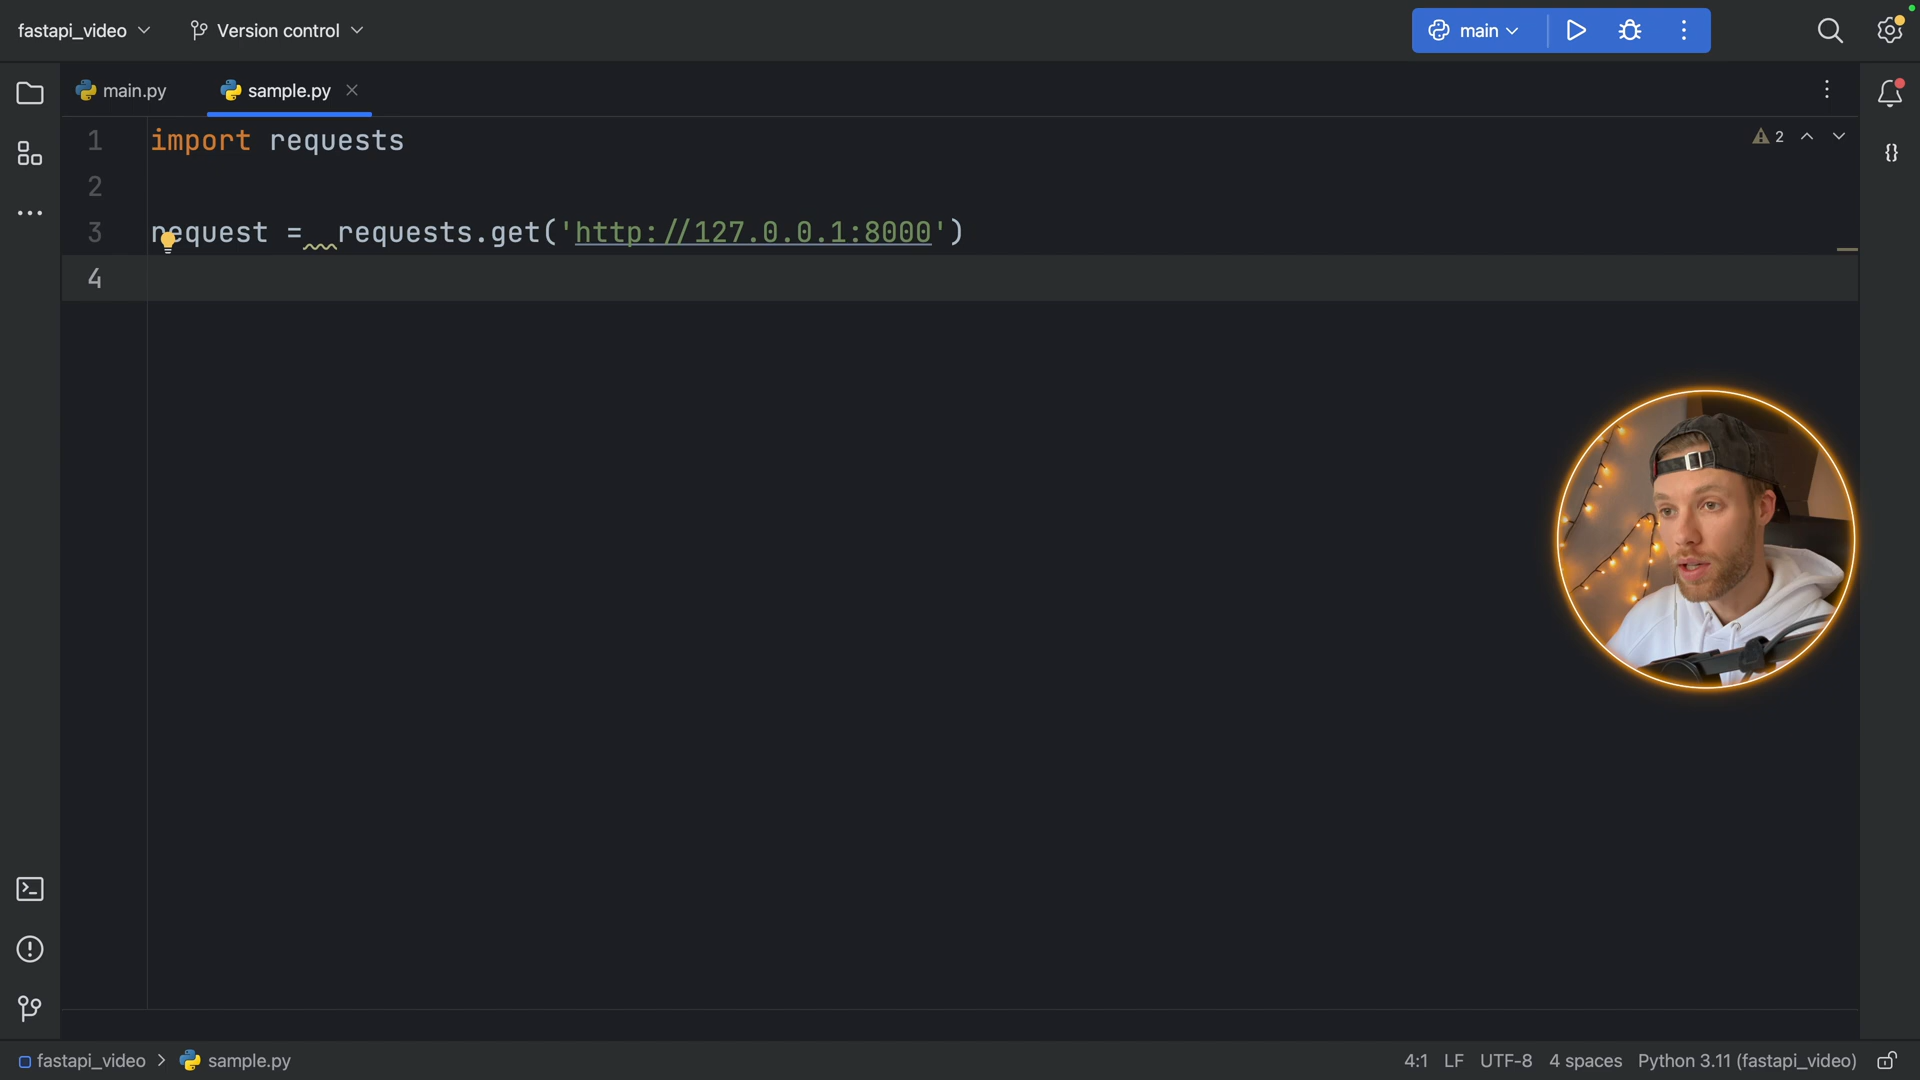 fastapi_video
Version control
main
main.py
sample.py
2
1 import requests
2
3 request =  requests.get('http://127.0.0.1:8000')
4
fastapi_video > sample.py
4:1 LF UTF-8 4 spaces Python 3.11 (fastapi_video)